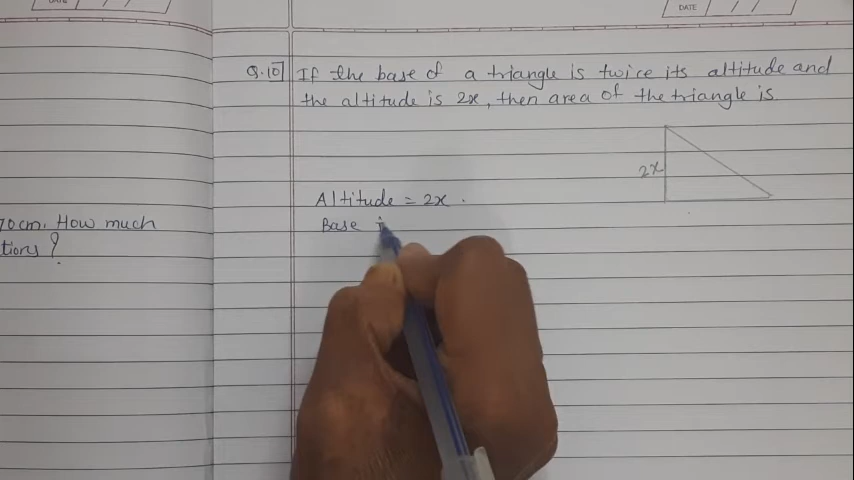 DATE
DATE
70cm. How much
tions?
Q.10] If the base of a triangle is twice its altitude and
the altitude is 2x, then area of the triangle is
2x
Altitude = 2x.
Base i